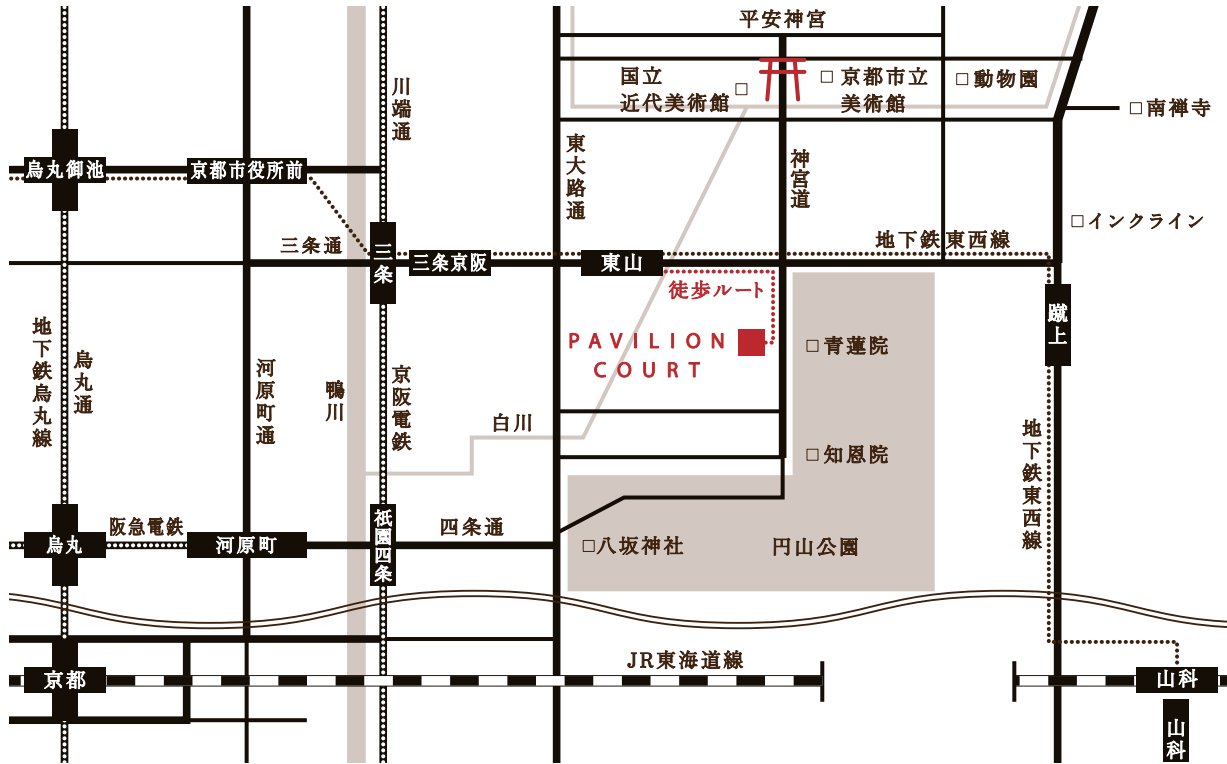 平安神宮
国立
近代美術館
□
□京都市立
美術館
□動物園
□南禅寺
川端通
東大路通
神宮道
烏丸御池
京都市役所前
□インクライン
三条通
三条
三条京阪
東山
地下鉄東西線
徒歩ルート
PAVILION
COURT
□青蓮院
蹴上
地下鉄烏丸線
烏丸通
河原町通
鴨川
京阪電鉄
白川
□知恩院
地下鉄東西線
阪急電鉄
烏丸
河原町
祇園四条
四条通
□八坂神社
円山公園
京都
JR東海道線
山科
山科